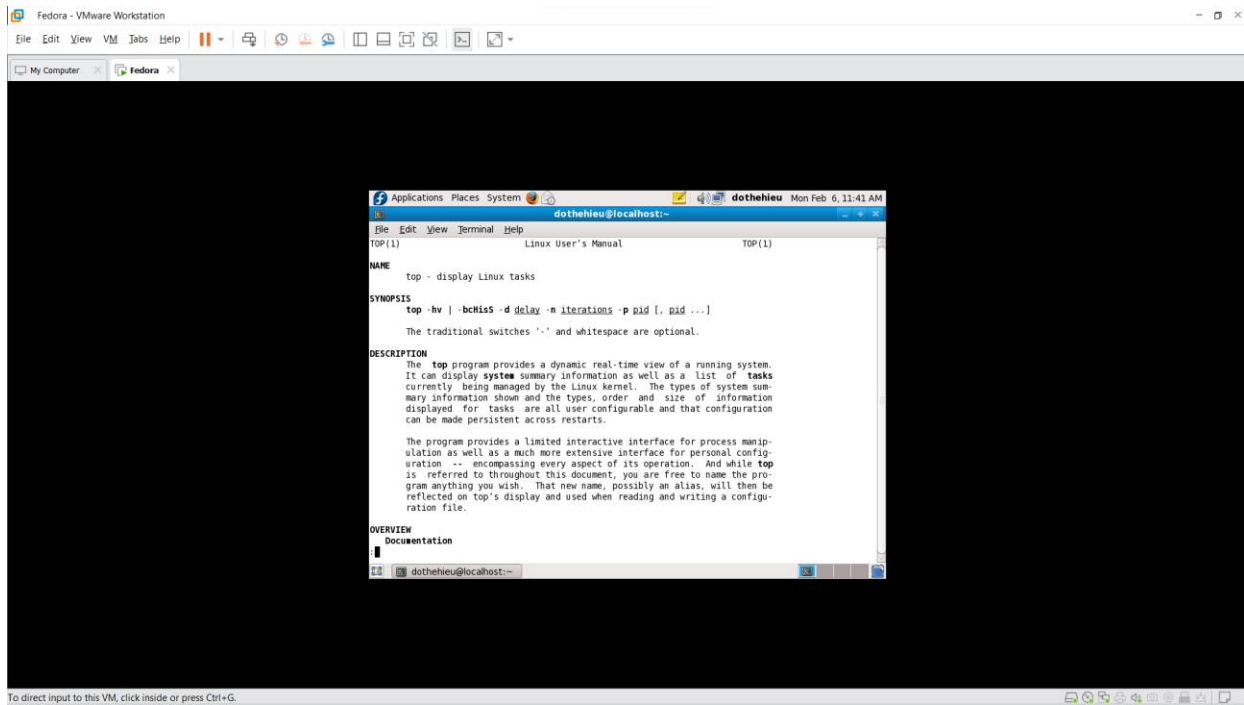 Fedora - VMware Workstation
File Edit View VM Tabs Help
My Computer Fedora
Applications Places System dothehieu Mon Feb 6, 11:41 AM
dothehieu@localhost:~
File Edit View Terminal Help
TOP(1) Linux User's Manual TOP(1)
NAME
top - display Linux tasks
SYNOPSIS
top -hv | -bcHisS -d delay -n iterations -p pid [, pid ...]
The traditional switches '-' and whitespace are optional.
DESCRIPTION
The top program provides a dynamic real-time view of a running system.
It can display system summary information as well as a list of tasks
currently being managed by the Linux kernel. The types of system sum-
mary information shown and the types, order and size of information
displayed for tasks are all user configurable and that configuration
can be made persistent across restarts.
The program provides a limited interactive interface for process manip-
ulation as well as a much more extensive interface for personal config-
uration -- encompassing every aspect of its operation. And while top
is referred to throughout this document, you are free to name the pro-
gram anything you wish. That new name, possibly an alias, will then be
reflected on top's display and used when reading and writing a configu-
ration file.
OVERVIEW
Documentation
:
dothehieu@localhost:~
To direct input to this VM, click inside or press Ctrl+G.